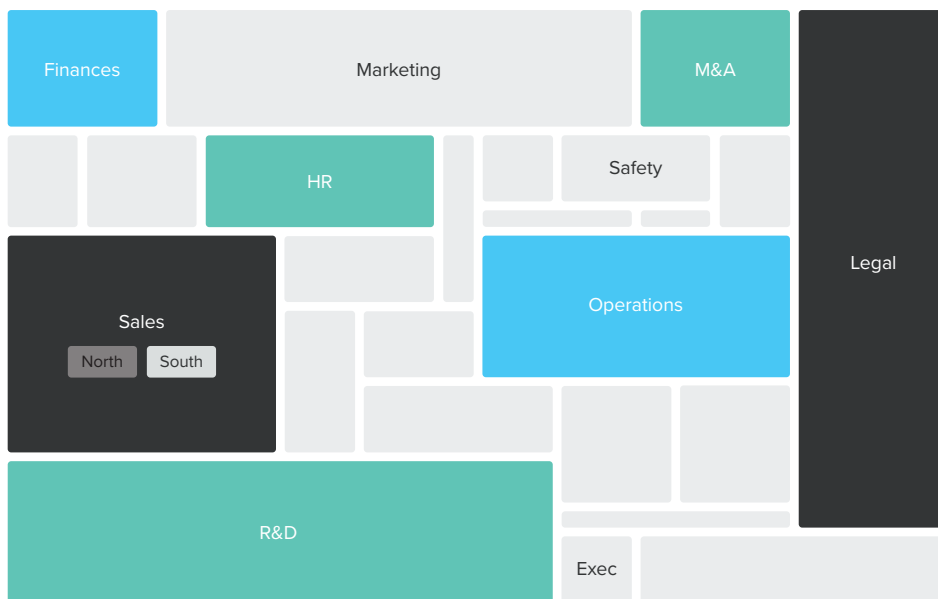 Finances
Marketing
M&A
HR
Safety
Legal
Sales
North
South
Operations
R&D
Exec